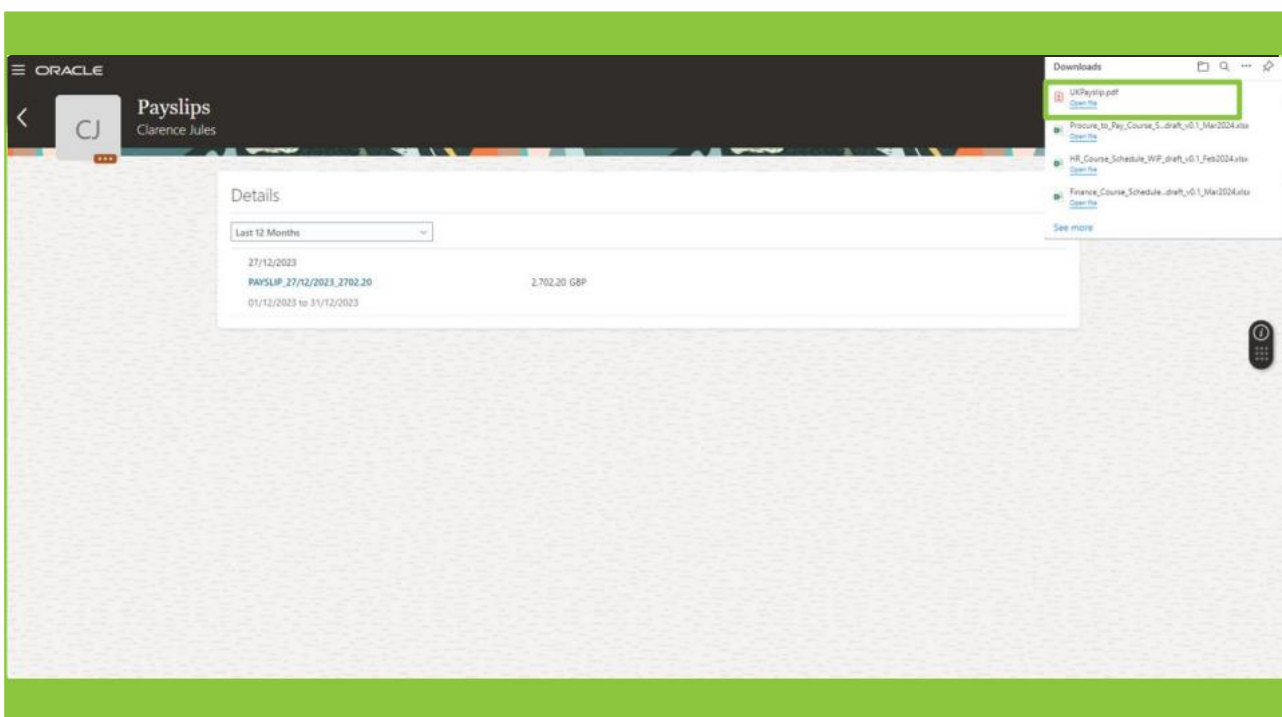 ORACLE
Payslips
CJ
Clarence Jules
Details
Last 12 Months
27/12/2023
PAYSLIP_27/12/2023_2702.20
2,702.20 GBP
01/12/2023 to 31/12/2023
Downloads
UKPayslip.pdf
Open file
Procure_to_Pay_Course_S...draft_v0.1_Mar2024.xlsx
Open file
HR_Course_Schedule_WIP_draft_v0.1_Feb2024.xlsx
Open file
Finance_Course_Schedule...draft_v0.1_Mar2024.xlsx
Open file
See more